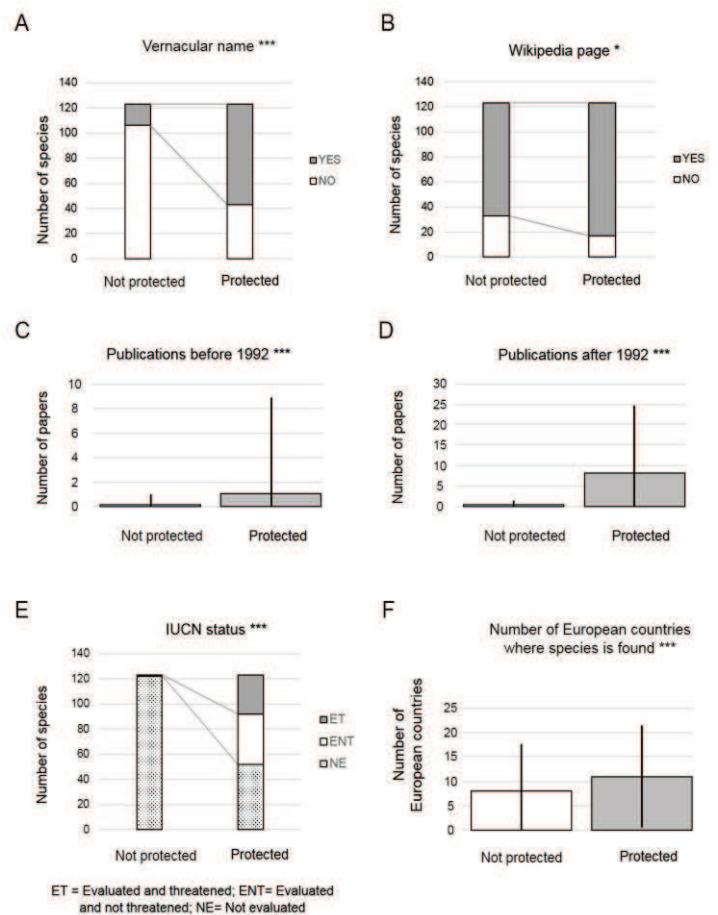 A
Vernacular name ***
Number of species
140
120
100
80
60
40
20
0
Not protected
Protected
YES
NO
B
Wikipedia page *
Number of species
140
120
100
80
60
40
20
0
Not protected
Protected
YES
NO
C
Publications before 1992 ***
Number of papers
10
8
6
4
2
0
Not protected
Protected
D
Publications after 1992 ***
Number of papers
30
25
20
15
10
5
0
Not protected
Protected
E
IUCN status ***
Number of species
140
120
100
80
60
40
20
0
Not protected
Protected
ET
ENT
NE
ET = Evaluated and threatened; ENT= Evaluated
and not threatened; NE= Not evaluated
F
Number of European countries
where species is found ***
Number of
European countries
25
20
15
10
5
0
Not protected
Protected